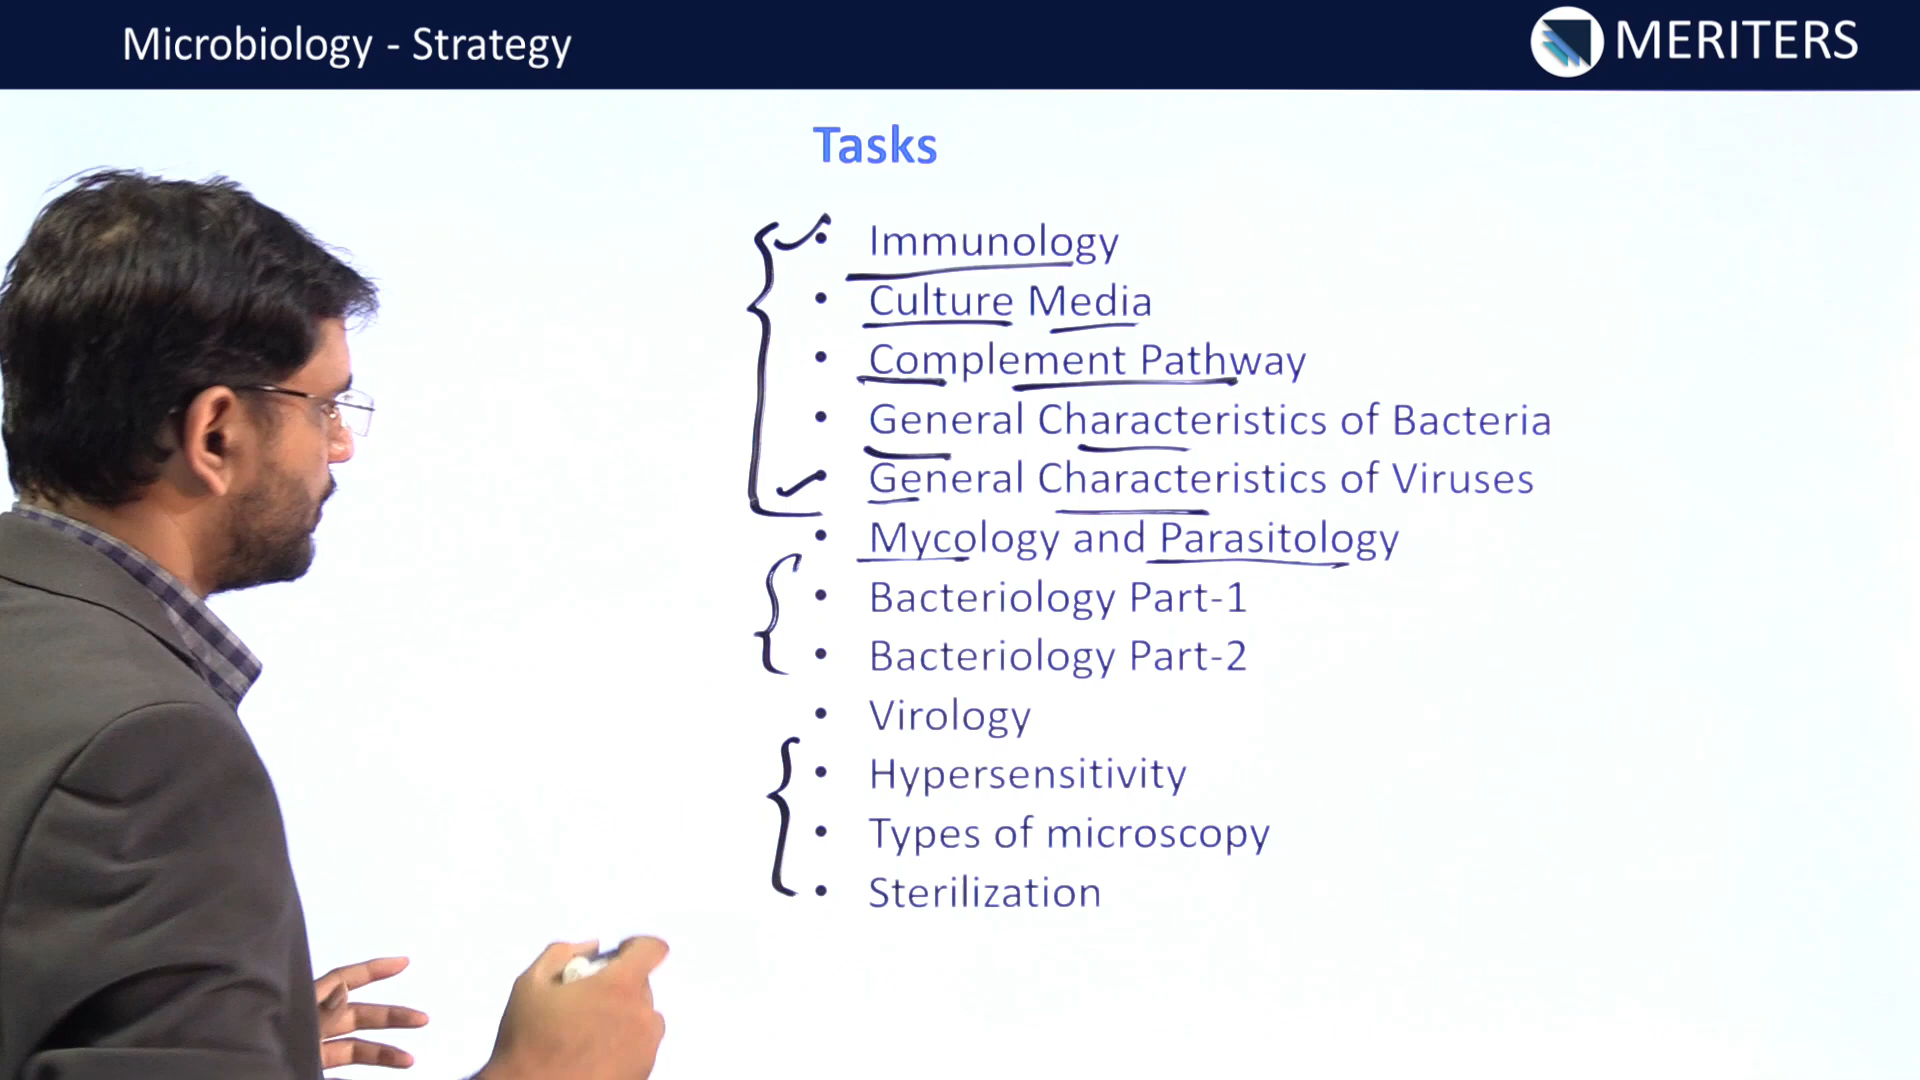 Microbiology - Strategy
MERITERS
Tasks
• Immunology
• Culture Media
• Complement Pathway
• General Characteristics of Bacteria
• General Characteristics of Viruses
• Mycology and Parasitology
• Bacteriology Part-1
• Bacteriology Part-2
• Virology
• Hypersensitivity
• Types of microscopy
• Sterilization